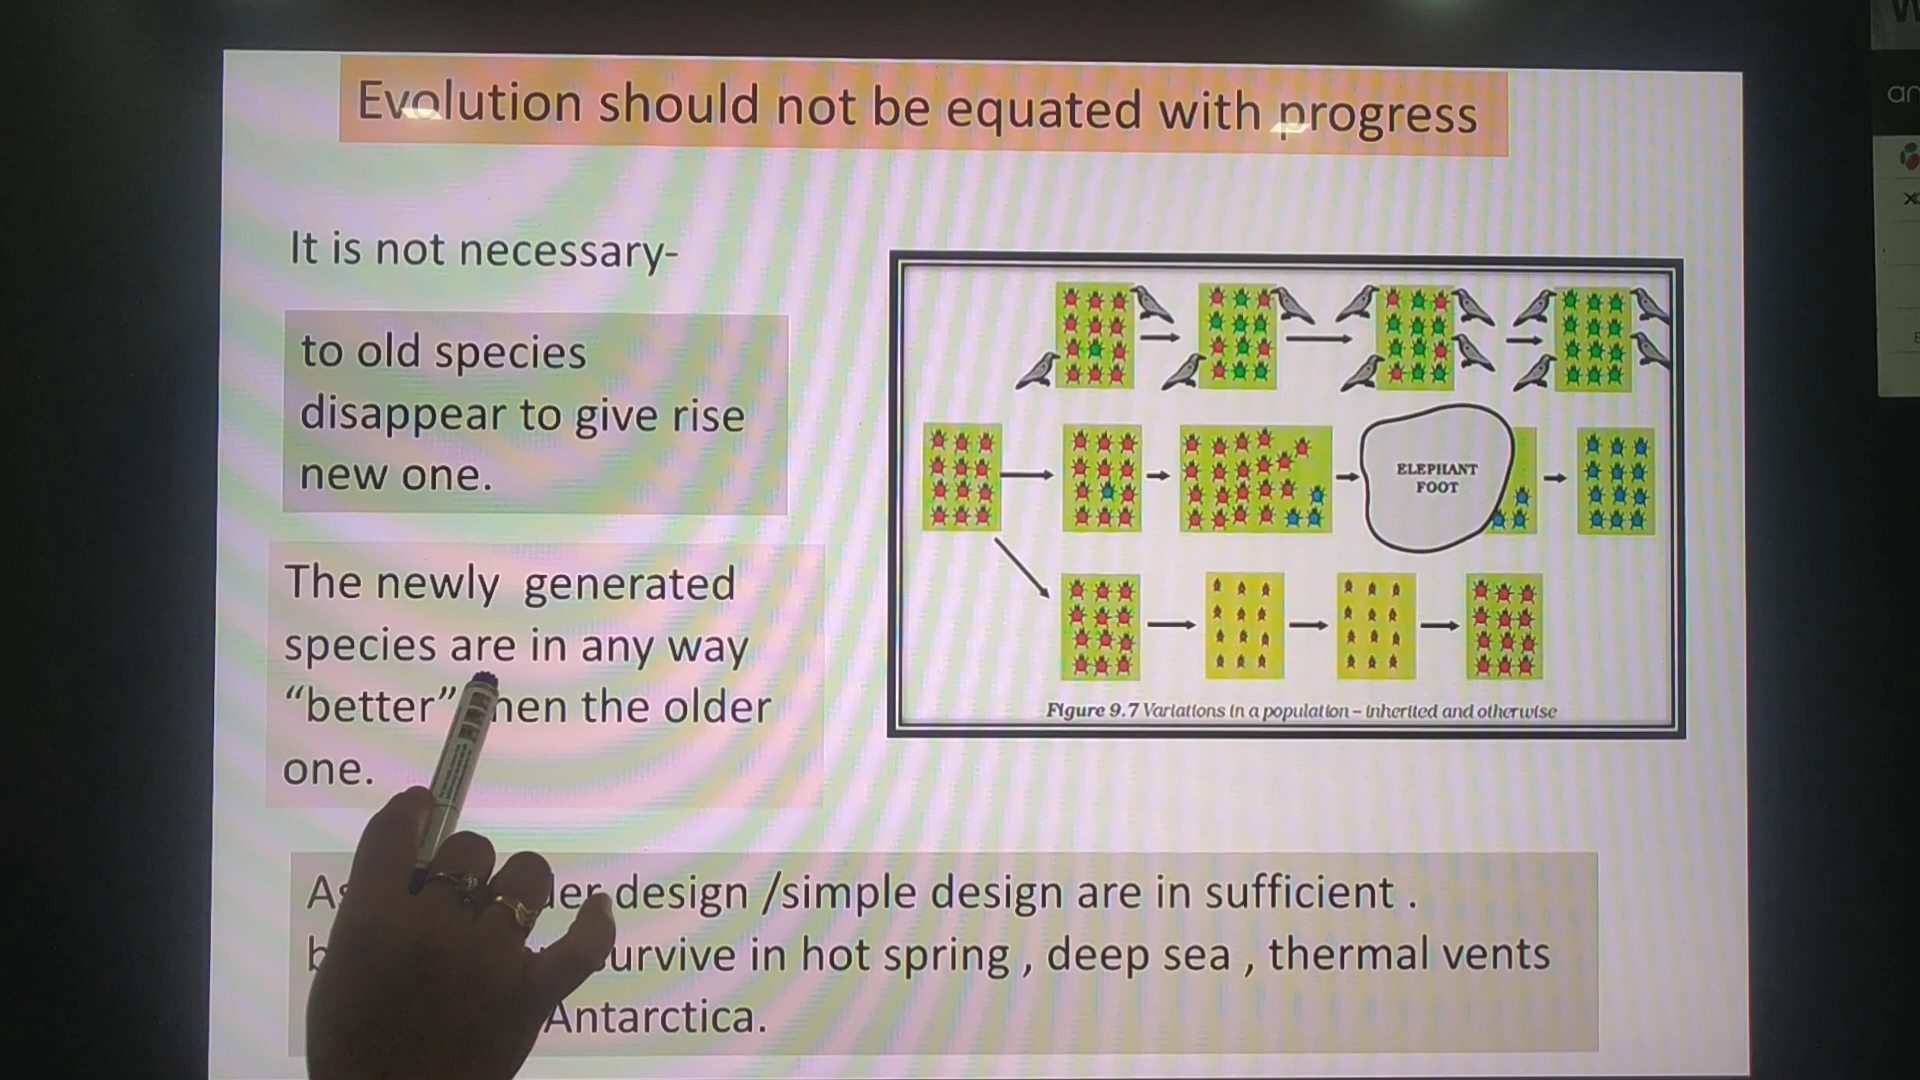 Evolution should not be equated with progress
It is not necessary-
to old species
disappear to give rise
new one.
The newly generated
species are in any way
“better” hen the older
one.
design /simple design are in sufficient .
survive in hot spring , deep sea , thermal vents
Antarctica.
ELEPHANT
FOOT
Figure 9.7 Variations in a population – inherited and otherwise